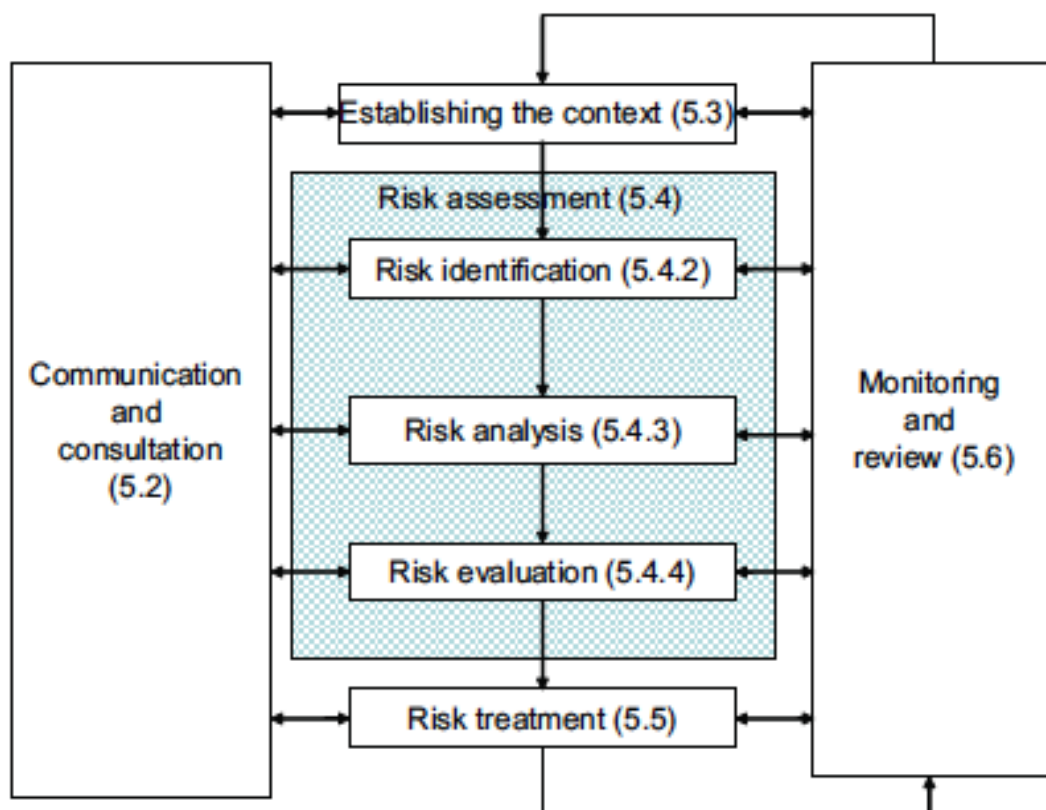 Establishing the context (5.3)
Risk assessment (5.4)
Risk identification (5.4.2)
Communication
and
consultation
(5.2)
Risk analysis (5.4.3)
Monitoring
and
review (5.6)
Risk evaluation (5.4.4)
Risk treatment (5.5)